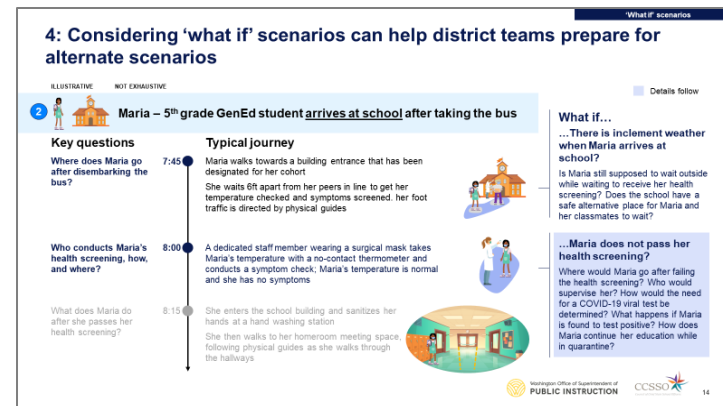 'What if' scenarios
4: Considering 'what if' scenarios can help district teams prepare for
alternate scenarios
ILLUSTRATIVE NOT EXHAUSTIVE
Details follow
2 Maria – 5th grade GenEd student arrives at school after taking the bus
Key questions
Typical journey
Where does Maria go
after disembarking the
bus?
7:45
Maria walks towards a building entrance that has been
designated for her cohort
She waits 6ft apart from her peers in line to get her
temperature checked and symptoms screened. her foot
traffic is directed by physical guides
Who conducts Maria's
health screening, how,
and where?
8:00
A dedicated staff member wearing a surgical mask takes
Maria's temperature with a no-contact thermometer and
conducts a symptom check; Maria's temperature is normal
and she has no symptoms
What does Maria do
after she passes her
health screening?
8:15
She enters the school building and sanitizes her
hands at a hand washing station
She then walks to her homeroom meeting space,
following physical guides as she walks through
the hallways
What if…
…There is inclement weather
when Maria arrives at
school?
Is Maria still supposed to wait outside
while waiting to receive her health
screening? Does the school have a
safe alternative place for Maria and
her classmates to wait?
…Maria does not pass her
health screening?
Where would Maria go after failing
the health screening? Who would
supervise her? How would the need
for a COVID-19 viral test be
determined? What happens if Maria
is found to test positive? How does
Maria continue her education while
in quarantine?
Washington Office of Superintendent of
PUBLIC INSTRUCTION
CCSSO
14